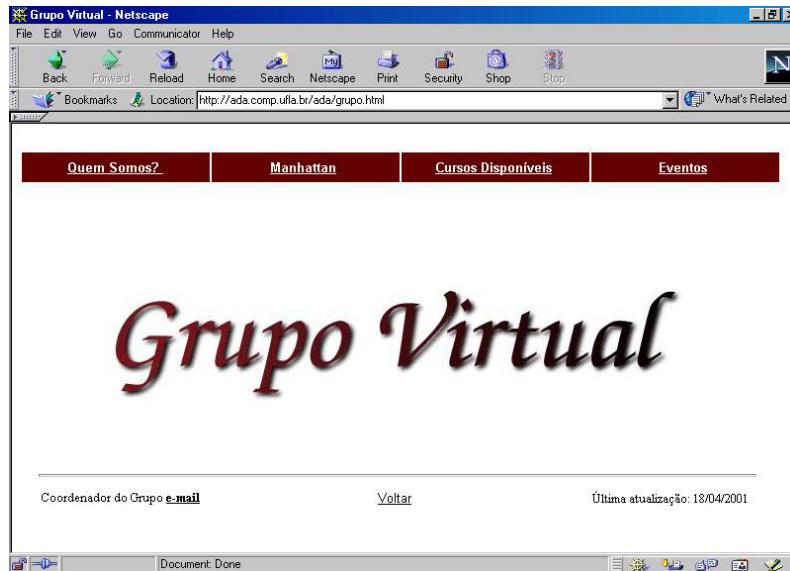 Grupo Virtual - Netscape
File Edit View Go Communicator Help
Back Forward Reload Home Search My Netscape Print Security Shop Stop N
Bookmarks Location: http://ada.comp.ufla.br/ada/grupo.html What's Related
Quem Somos? Manhattan Cursos Disponíveis Eventos
Grupo Virtual
Coordenador do Grupo e-mail Voltar Última atualização: 18/04/2001
Document: Done